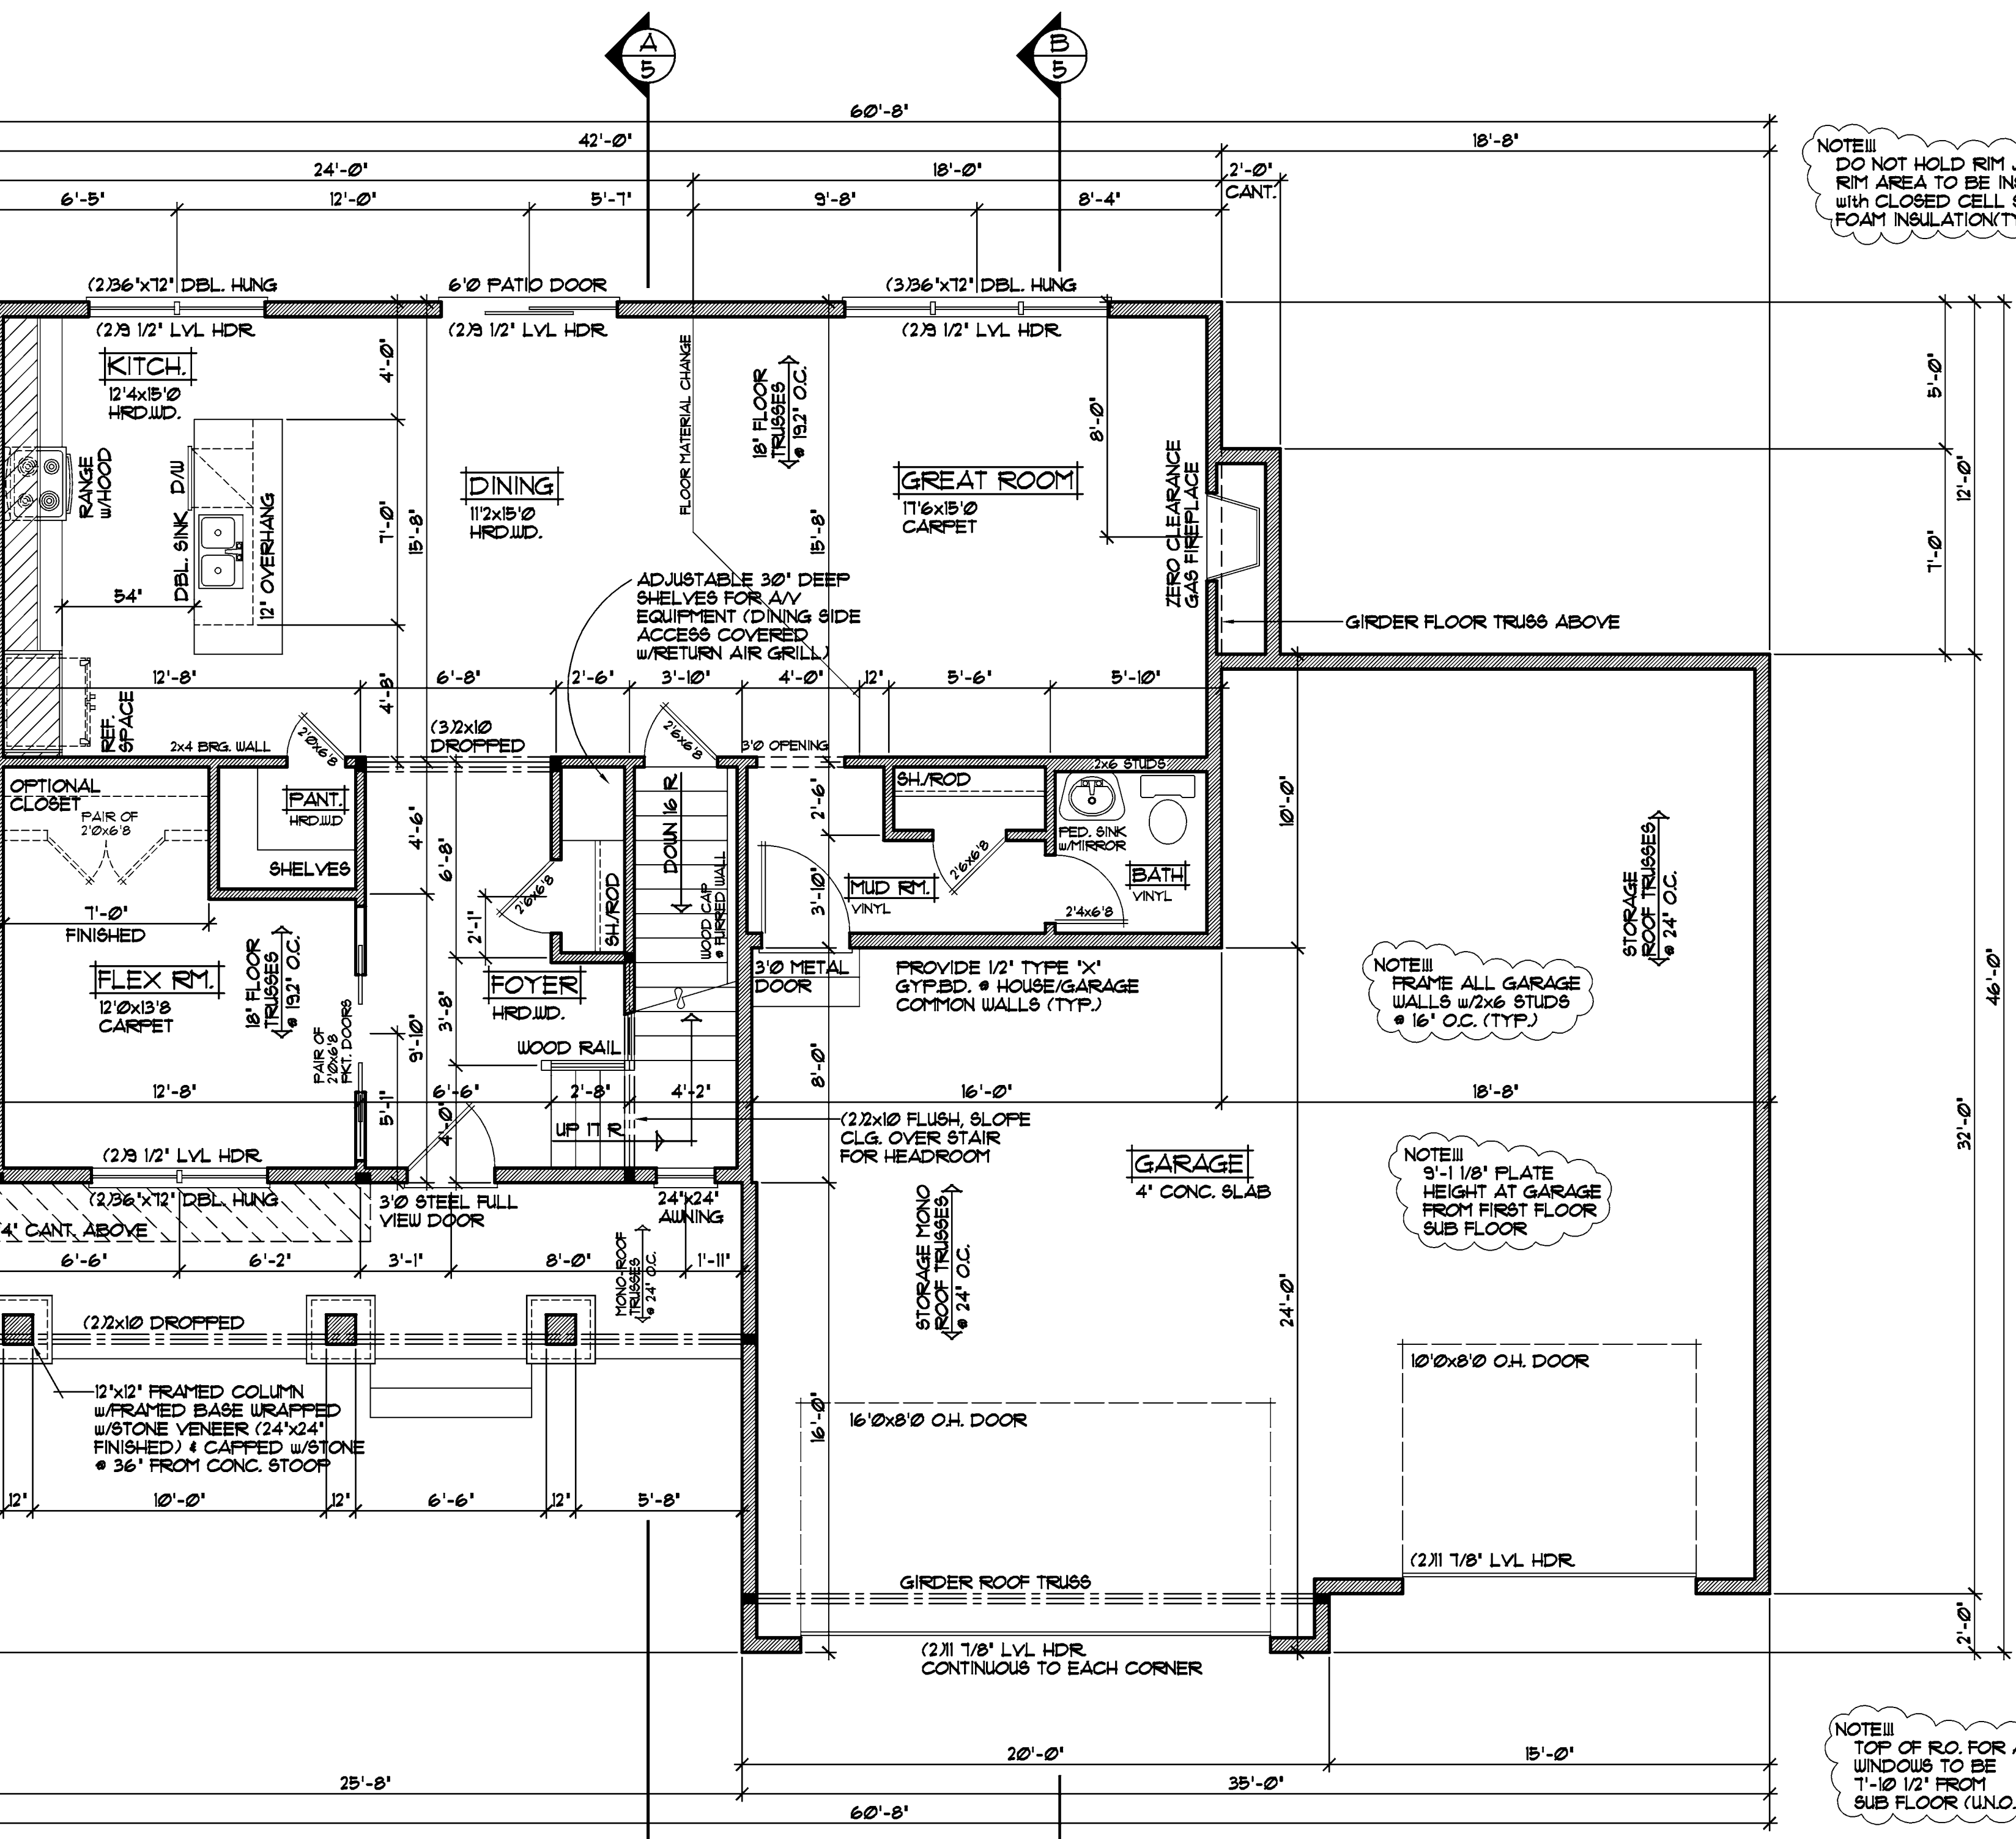 A
5
B
5
60'-8"
42'-0"
18'-8"
24'-0"
18'-0"
2'-0"
CANT.
6'-5"
12'-0"
5'-7"
9'-8"
8'-4"
NOTE!!!
DO NOT HOLD RIM
RIM AREA TO BE
with CLOSED CELL
FOAM INSULATION
(2)36"x72" DBL. HUNG
6'0 PATIO DOOR
(3)36"x72" DBL. HUNG
(2)9 1/2" LVL HDR
(2)9 1/2" LVL HDR
(2)9 1/2" LVL HDR
KITCH.
12'4x15'0
HRD.WD.
4'-0"
FLOOR MATERIAL CHANGE
18" FLOOR
TRUSSES
@ 19.2" O.C.
8'-0"
5'-0"
12'-0"
RANGE
w/HOOD
D/W
DBL. SINK
12" OVERHANG
7'-0"
15'-8"
DINING
11'2x15'0
HRD.WD.
15'-8"
GREAT ROOM
17'6x15'0
CARPET
ZERO CLEARANCE
GAS FIREPLACE
7'-0"
54"
ADJUSTABLE 30" DEEP
SHELVES FOR A/V
EQUIPMENT (DINING SIDE
ACCESS COVERED
w/RETURN AIR GRILL)
GIRDER FLOOR TRUSS ABOVE
12'-8"
4'-8"
6'-8"
2'-6"
3'-10"
4'-0"
12"
5'-6"
5'-10"
REF.
SPACE
2x4 BRG. WALL
2'0x6'8
(3)2x10
DROPPED
2'6x6'8
3'0 OPENING
2x6 STUDS
OPTIONAL
CLOSET
PAIR OF
2'0x6'8
PANT.
HRD.WD
SHELVES
4'-6"
6'-8"
DOWN 16 R
2'-6"
SH./ROD
PED. SINK
w/MIRROR
10'-0"
STORAGE
ROOF TRUSSES
@ 24" O.C.
7'-0"
FINISHED
2'-1"
2'6x6'8
SH./ROD
WOOD CAP
@ FURRED WALL
3'-10"
MUD RM.
VINYL
2'6x6'8
BATH
VINYL
2'4x6'8
46'-0"
FLEX RM.
12'0x13'8
CARPET
18" FLOOR
TRUSSES
@ 19.2" O.C.
PAIR OF
2'0x6'8
PKT. DOORS
9'-10"
3'-8"
FOYER
HRD.WD.
WOOD RAIL
3'0 METAL
DOOR
PROVIDE 1/2" TYPE "X"
GYP.BD. @ HOUSE/GARAGE
COMMON WALLS (TYP.)
NOTE!!!
FRAME ALL GARAGE
WALLS w/2x6 STUDS
@ 16" O.C. (TYP.)
8'-0"
12'-8"
5'-1"
6'-6"
4'-0"
2'-8"
4'-2"
16'-0"
18'-8"
32'-0"
UP 17 R
(2)2x10 FLUSH, SLOPE
CLG. OVER STAIR
FOR HEADROOM
(2)9 1/2" LVL HDR
GARAGE
4" CONC. SLAB
NOTE!!!
9'-1 1/8" PLATE
HEIGHT AT GARAGE
FROM FIRST FLOOR
SUB FLOOR
(2)36"x72" DBL. HUNG
4" CANT. ABOVE
3'0 STEEL FULL
VIEW DOOR
24"x24"
AWNING
6'-6"
6'-2"
3'-1"
8'-0"
1'-11"
MONO-ROOF
TRUSSES
@ 24" O.C.
STORAGE MONO
ROOF TRUSSES
@ 24" O.C.
24'-0"
(2)2x10 DROPPED
10'0x8'0 O.H. DOOR
12"x12" FRAMED COLUMN
w/FRAMED BASE WRAPPED
w/STONE VENEER (24"x24"
FINISHED) & CAPPED w/STONE
@ 36" FROM CONC. STOOP
16'-0"
16'0x8'0 O.H. DOOR
12"
10'-0"
12"
6'-6"
12"
5'-8"
(2)11 7/8" LVL HDR
GIRDER ROOF TRUSS
2'-0"
(2)11 7/8" LVL HDR
CONTINUOUS TO EACH CORNER
NOTE!!!
TOP OF R.O. FOR
WINDOWS TO BE
7'-10 1/2" FROM
SUB FLOOR (U.N.O.
20'-0"
15'-0"
25'-8"
35'-0"
60'-8"